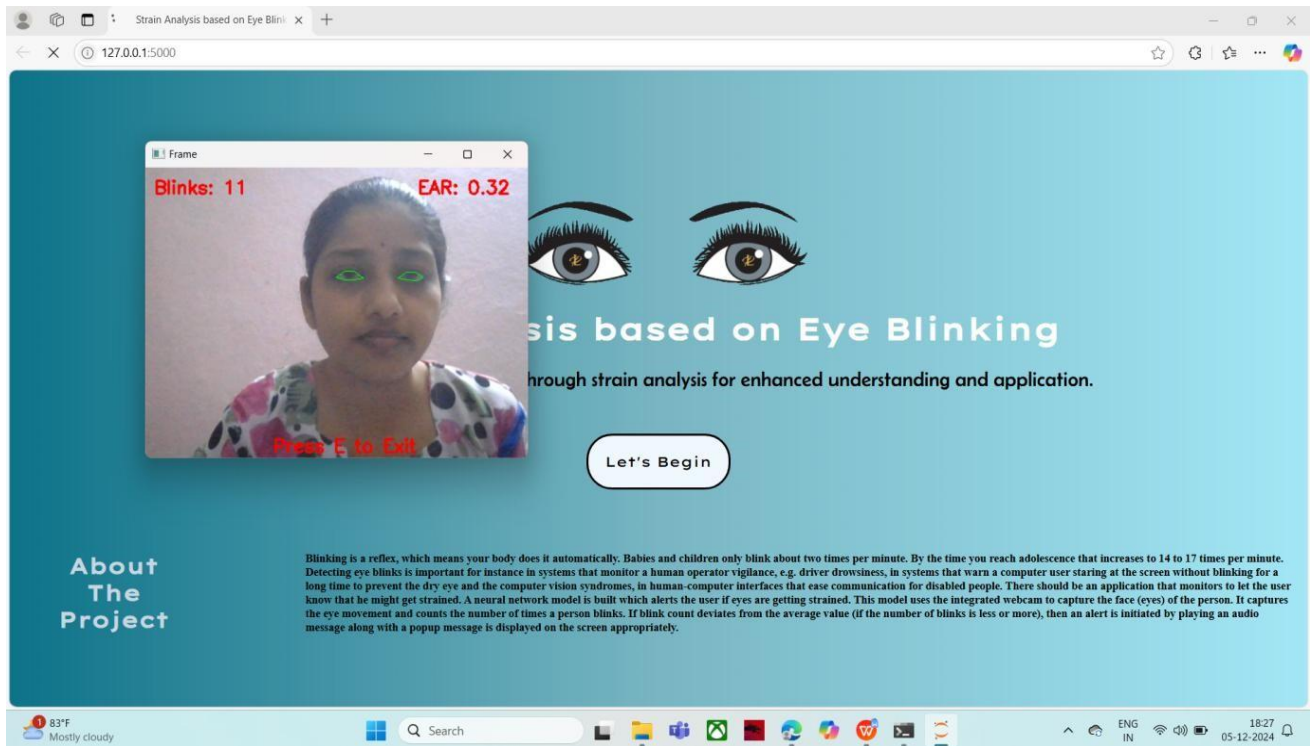 Strain Analysis based on Eye Blin
127.0.0.1:5000
Frame
Blinks: 11
EAR: 0.32
Press E to Exit
sis based on Eye Blinking
hrough strain analysis for enhanced understanding and application.
Let's Begin
About
The
Project
Blinking is a reflex, which means your body does it automatically. Babies and children only blink about two times per minute. By the time you reach adolescence that increases to 14 to 17 times per minute.
Detecting eye blinks is important for instance in systems that monitor a human operator vigilance, e.g. driver drowsiness, in systems that warn a computer user staring at the screen without blinking for a
long time to prevent the dry eye and the computer vision syndromes, in human-computer interfaces that ease communication for disabled people. There should be an application that monitors to let the user
know that he might get strained. A neural network model is built which alerts the user if eyes are getting strained. This model uses the integrated webcam to capture the face (eyes) of the person. It captures
the eye movement and counts the number of times a person blinks. If blink count deviates from the average value (if the number of blinks is less or more), then an alert is initiated by playing an audio
message along with a popup message is displayed on the screen appropriately.
1
83°F
Mostly cloudy
Search
ENG
IN
18:27
05-12-2024